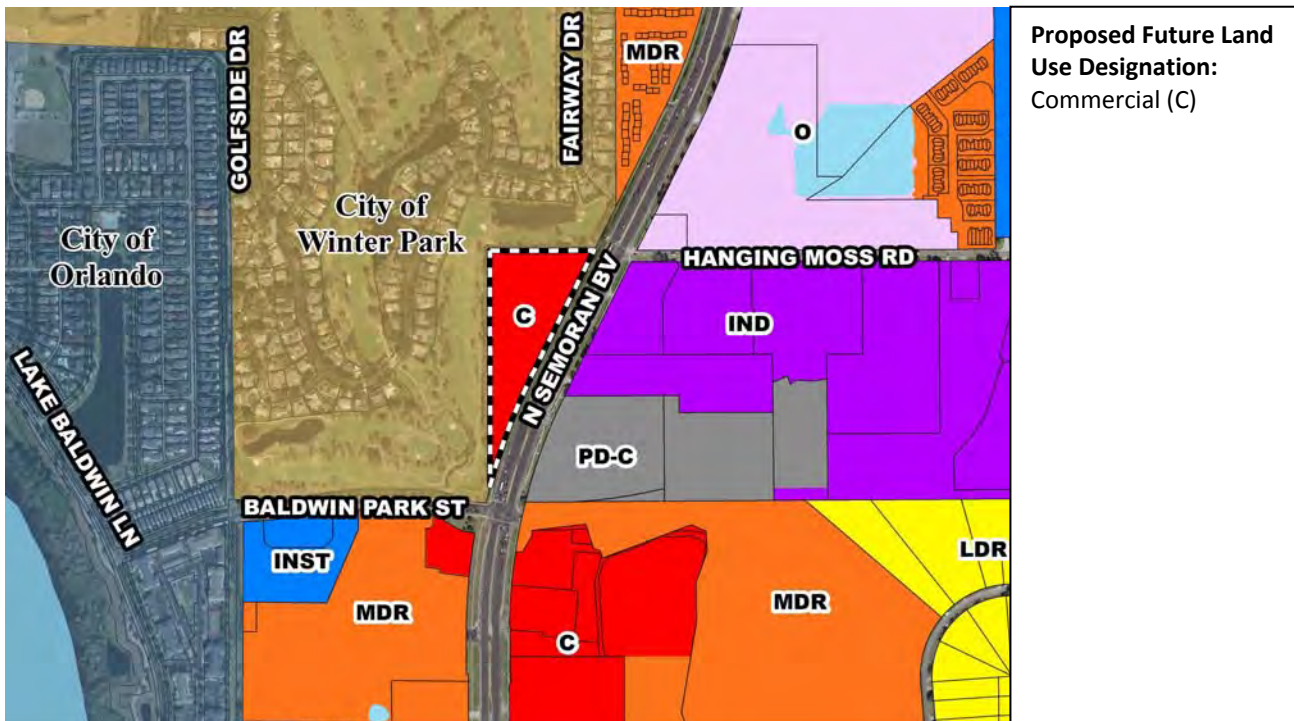 Proposed Future Land
Use Designation:
Commercial (C)
MDR
GOLFSIDE DR
FAIRWAY DR
O
City of
Winter Park
City of
Orlando
HANGING MOSS RD
C
IND
N SEMORAN BV
LAKE BALDWIN LN
PD-C
BALDWIN PARK ST
INST
LDR
MDR
MDR
C